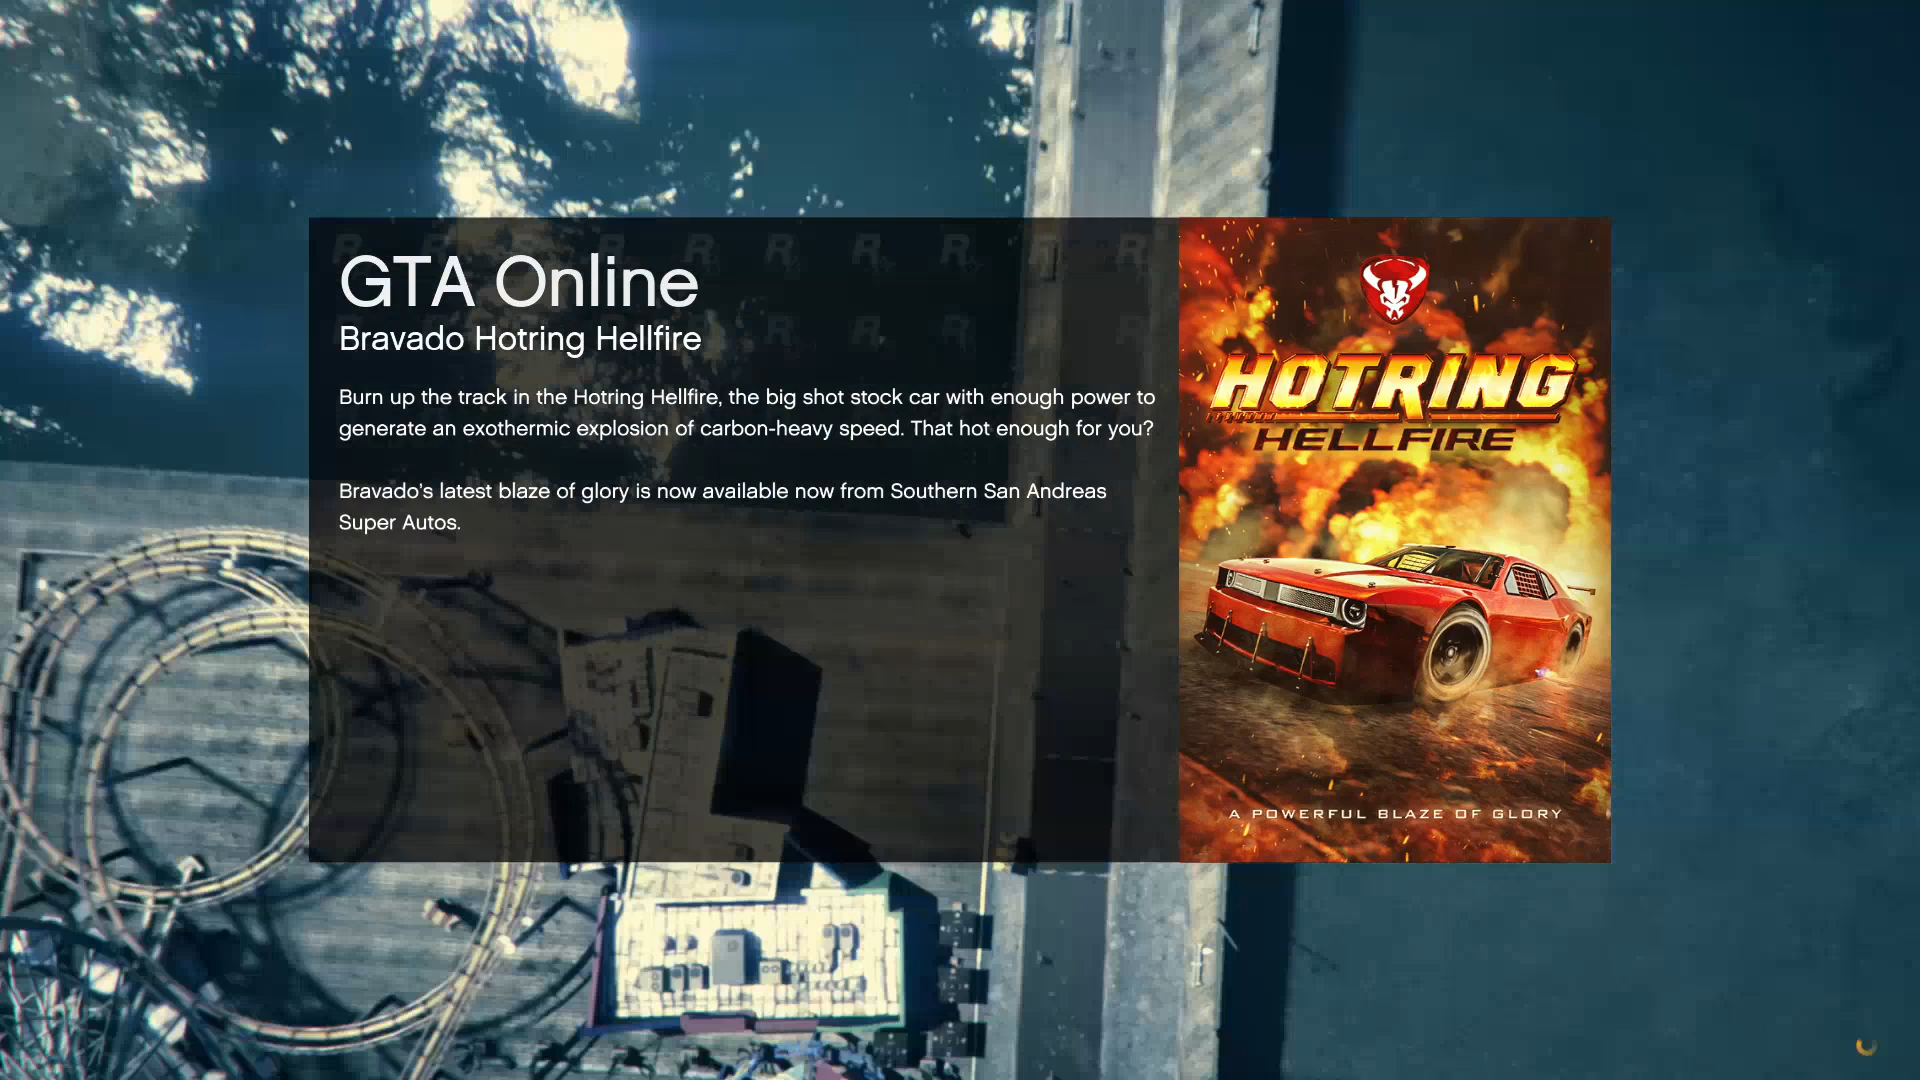 GTA Online
Bravado Hotring Hellfire
Burn up the track in the Hotring Hellfire, the big shot stock car with enough power to
generate an exothermic explosion of carbon-heavy speed. That hot enough for you?
Bravado's latest blaze of glory is now available now from Southern San Andreas
Super Autos.
HOTRING
HELLFIRE
A POWERFUL BLAZE OF GLORY